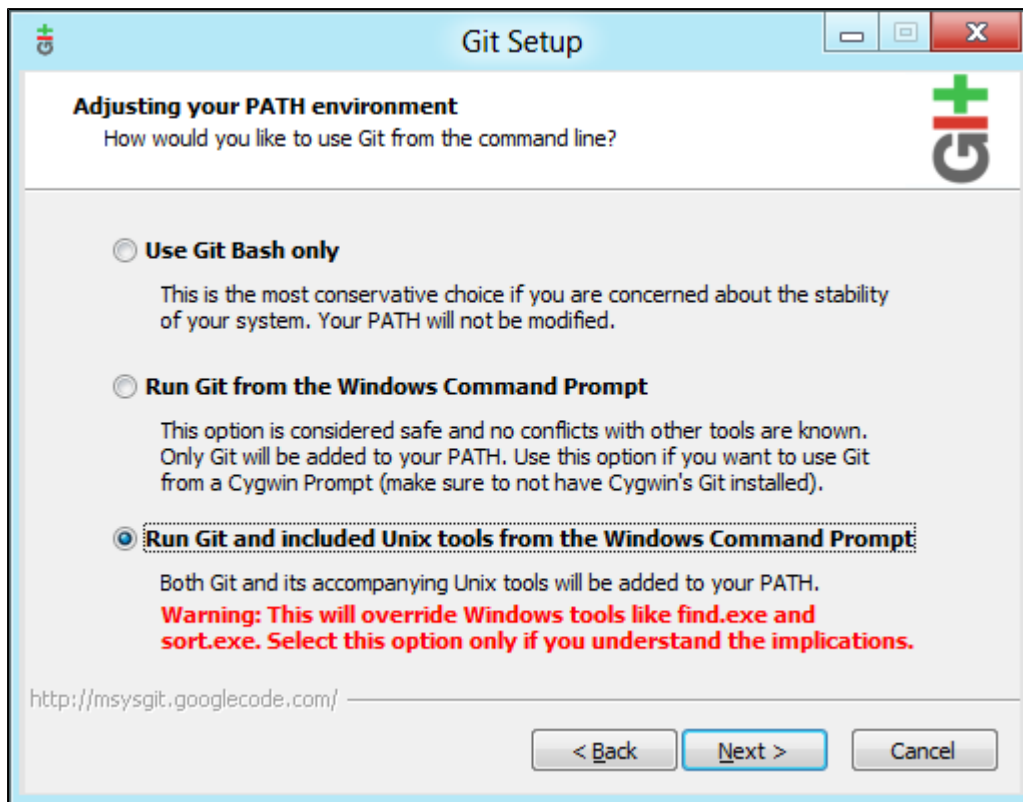 Git Setup
Adjusting your PATH environment
How would you like to use Git from the command line?
Use Git Bash only
This is the most conservative choice if you are concerned about the stability
of your system. Your PATH will not be modified.
Run Git from the Windows Command Prompt
This option is considered safe and no conflicts with other tools are known.
Only Git will be added to your PATH. Use this option if you want to use Git
from a Cygwin Prompt (make sure to not have Cygwin's Git installed).
Run Git and included Unix tools from the Windows Command Prompt
Both Git and its accompanying Unix tools will be added to your PATH.
Warning: This will override Windows tools like find.exe and
sort.exe. Select this option only if you understand the implications.
http://msysgit.googlecode.com/
< Back Next > Cancel